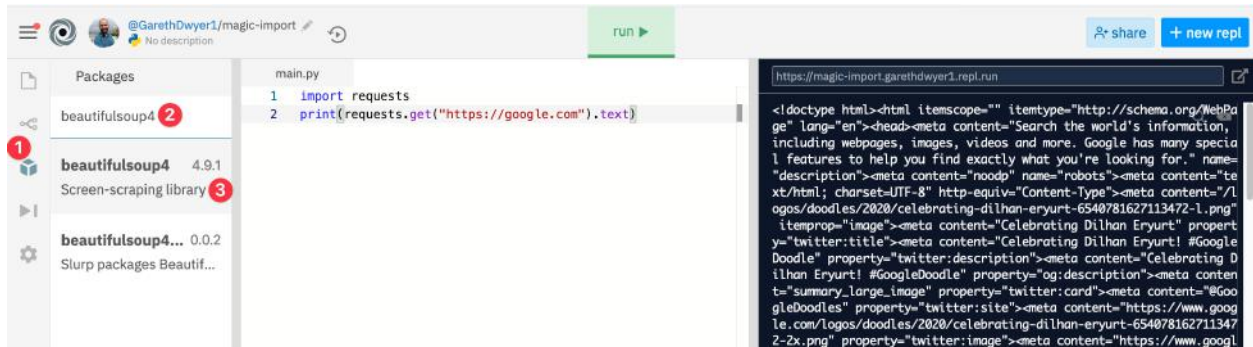 @GarethDwyer1/magic-import
No description
run
share
+ new repl
Packages
beautifulsoup4 2
1
beautifulsoup4 4.9.1
Screen-scraping library 3
beautifulsoup4... 0.0.2
Slurp packages Beautif...
main.py
1 import requests
2 print(requests.get("https://google.com").text)
https://magic-import.garethdwyer1.repl.run
<!doctype html><html itemscope="" itemtype="http://schema.org/WebPa
ge" lang="en"><head><meta content="Search the world's information,
including webpages, images, videos and more. Google has many specia
l features to help you find exactly what you're looking for." name=
"description"><meta content="noodp" name="robots"><meta content="te
xt/html; charset=UTF-8" http-equiv="Content-Type"><meta content="/l
ogos/doodles/2020/celebrating-dilhan-eryurt-6540781627113472-l.png"
itemprop="image"><meta content="Celebrating Dilhan Eryurt" propert
y="twitter:title"><meta content="Celebrating Dilhan Eryurt! #Google
Doodle" property="twitter:description"><meta content="Celebrating D
ilhan Eryurt! #GoogleDoodle" property="og:description"><meta conten
t="summary_large_image" property="twitter:card"><meta content="@Goo
gleDoodles" property="twitter:site"><meta content="https://www.goog
le.com/logos/doodles/2020/celebrating-dilhan-eryurt-654078162711347
2-2x.png" property="twitter:image"><meta content="https://www.googl